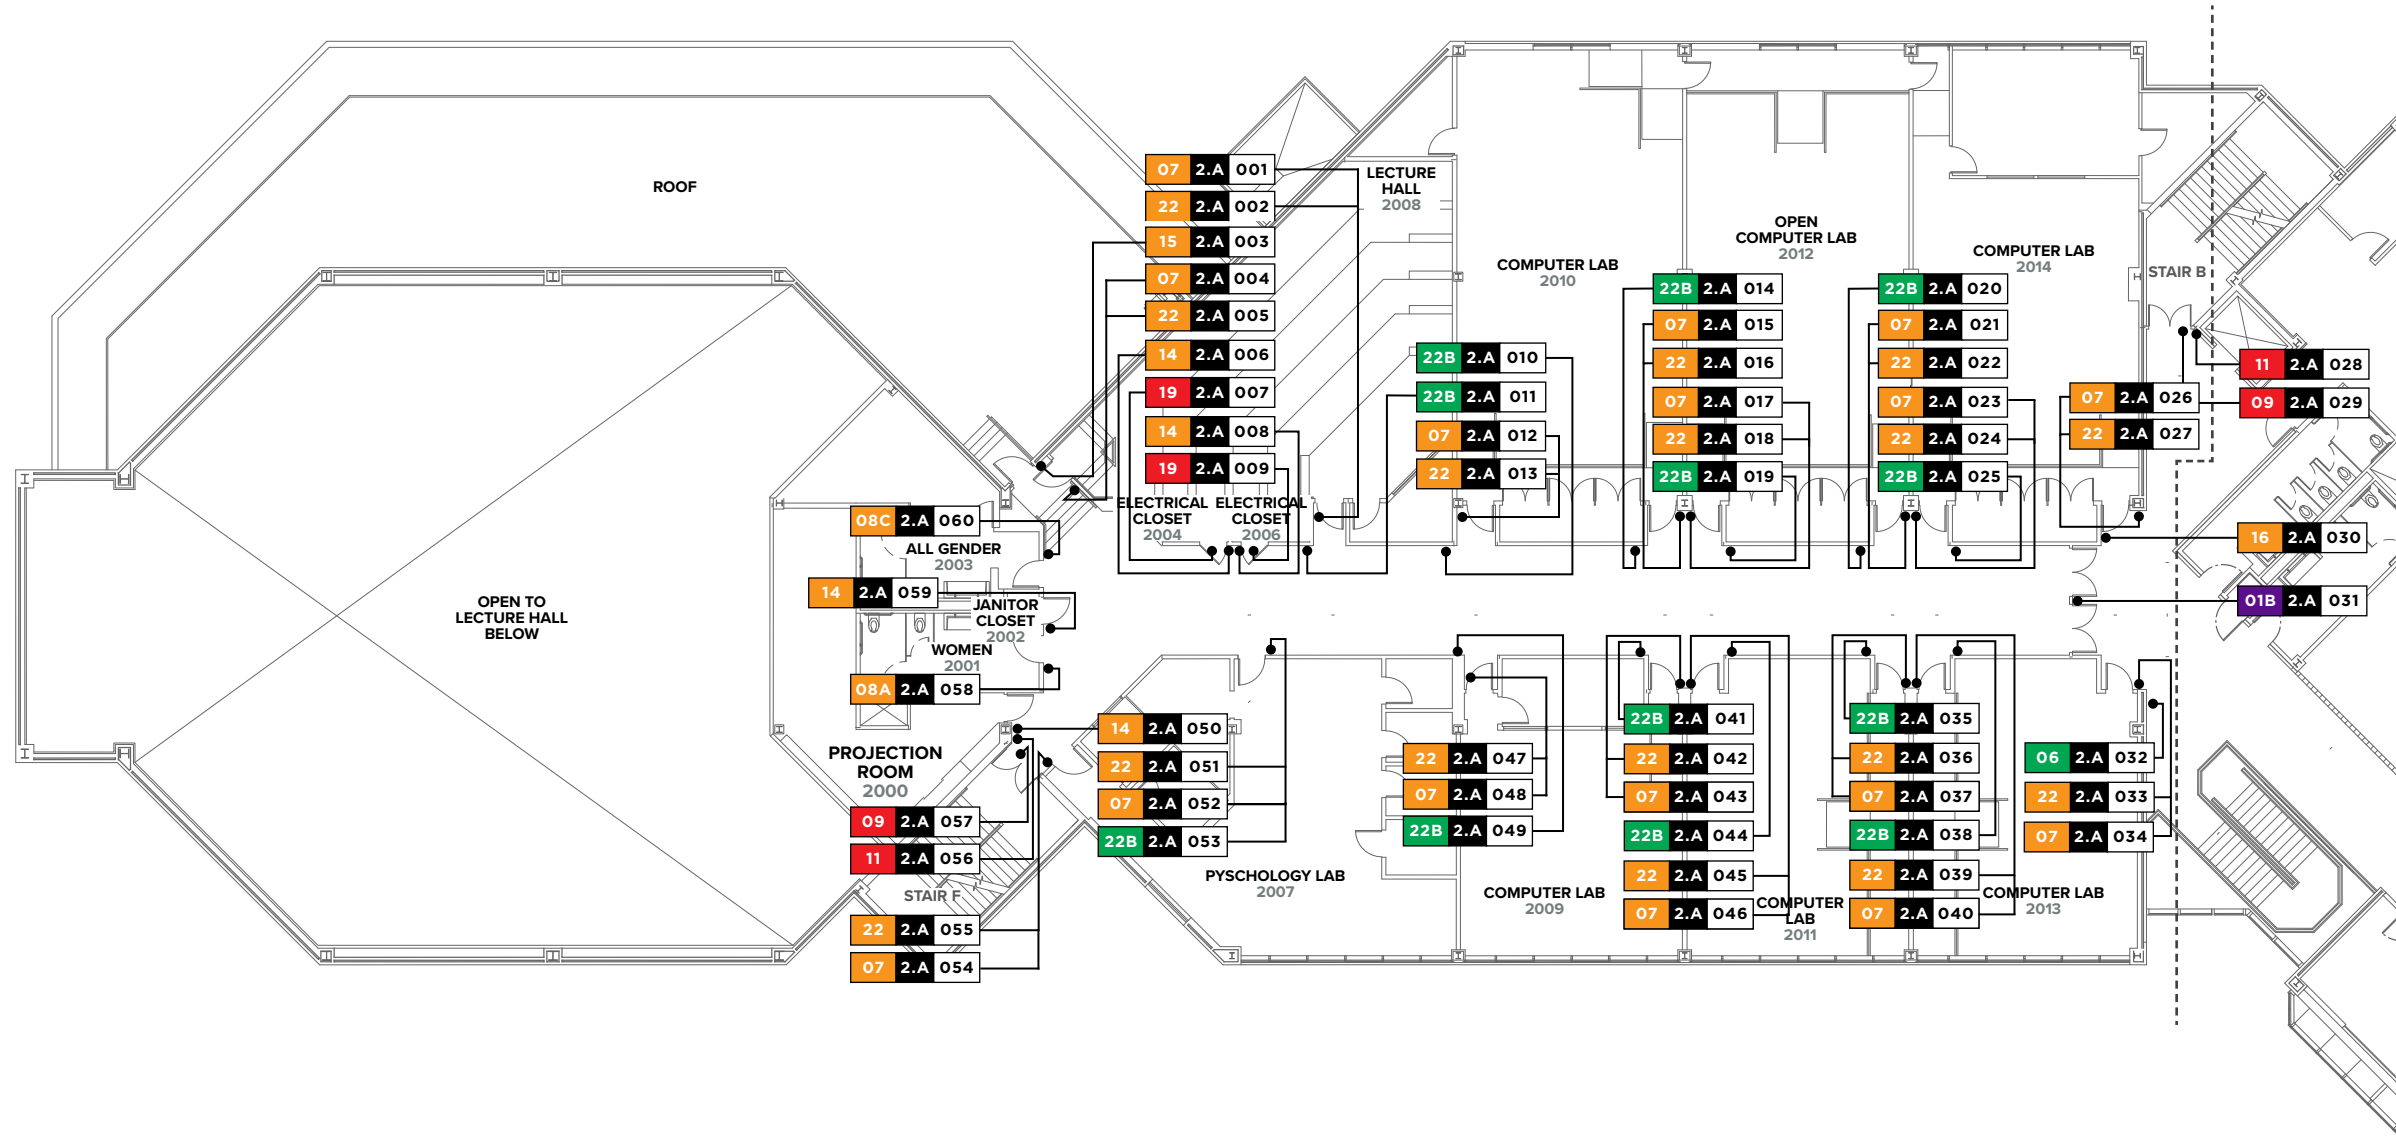 ROOF
07 2.A 001
22 2.A 002
15 2.A 003
07 2.A 004
22 2.A 005
14 2.A 006
19 2.A 007
14 2.A 008
19 2.A 009
ELECTRICAL
CLOSET
2004
ELECTRICAL
CLOSET
2006
LECTURE
HALL
2008
22B 2.A 010
22B 2.A 011
07 2.A 012
22 2.A 013
COMPUTER LAB
2010
OPEN
COMPUTER LAB
2012
22B 2.A 014
07 2.A 015
22 2.A 016
07 2.A 017
22 2.A 018
22B 2.A 019
COMPUTER LAB
2014
22B 2.A 020
07 2.A 021
22 2.A 022
07 2.A 023
22 2.A 024
22B 2.A 025
STAIR B
07 2.A 026
22 2.A 027
11 2.A 028
09 2.A 029
16 2.A 030
01B 2.A 031
OPEN TO
LECTURE HALL
BELOW
08C 2.A 060
ALL GENDER
2003
14 2.A 059
JANITOR
CLOSET
2002
WOMEN
2001
08A 2.A 058
PROJECTION
ROOM
2000
09 2.A 057
11 2.A 056
STAIR F
22 2.A 055
07 2.A 054
14 2.A 050
22 2.A 051
07 2.A 052
22B 2.A 053
PYSCHOLOGY LAB
2007
22 2.A 047
07 2.A 048
22B 2.A 049
COMPUTER LAB
2009
22B 2.A 041
22 2.A 042
07 2.A 043
22B 2.A 044
22 2.A 045
07 2.A 046
COMPUTER
LAB
2011
22B 2.A 035
22 2.A 036
07 2.A 037
22B 2.A 038
22 2.A 039
07 2.A 040
COMPUTER LAB
2013
06 2.A 032
22 2.A 033
07 2.A 034